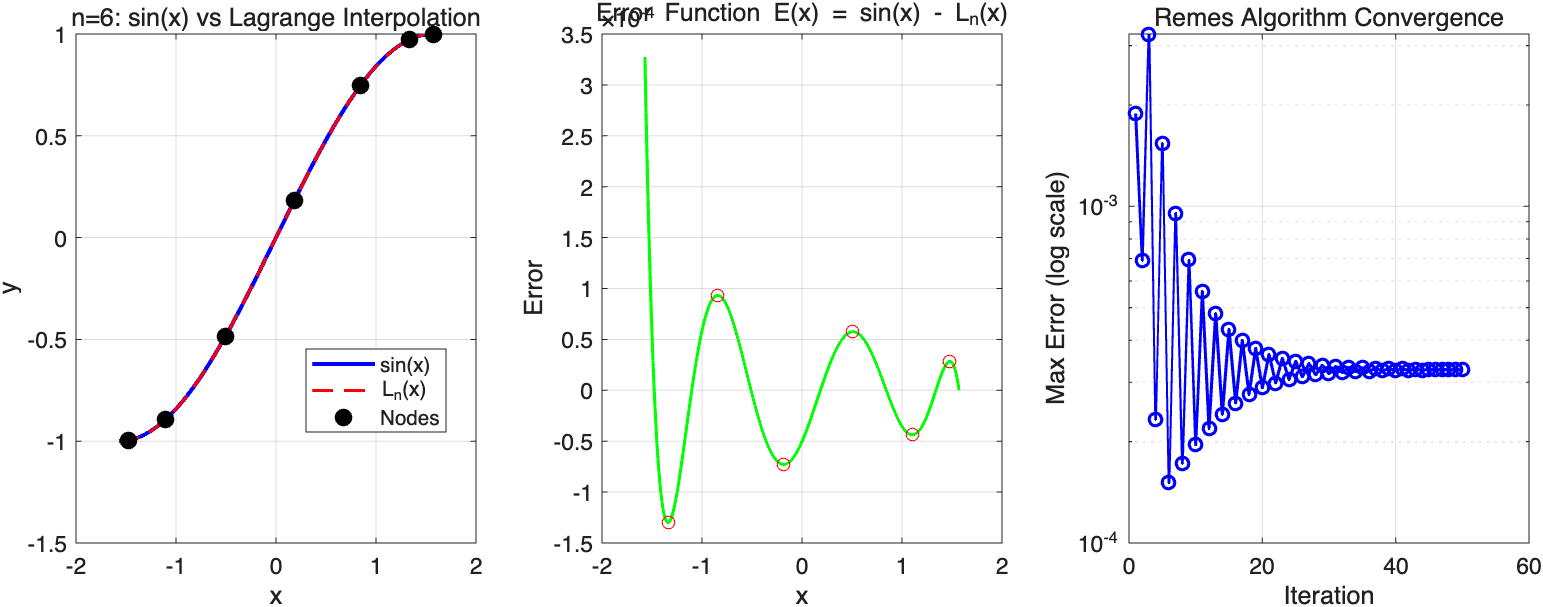 n=6: sin(x) vs Lagrange Interpolation
1
0.5
0
-0.5
-1
-1.5
y
-2
-1
0
1
2
x
sin(x)
Ln(x)
Nodes
Error Function E(x) = sin(x) - Ln(x)
×10-4
3.5
3
2.5
2
1.5
1
0.5
0
-0.5
-1
-1.5
Error
-2
-1
0
1
2
x
Remes Algorithm Convergence
10-3
10-4
Max Error (log scale)
0
20
40
60
Iteration